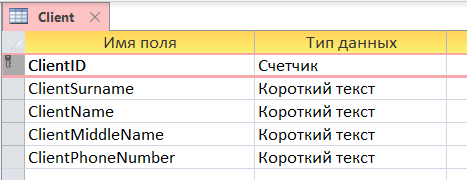 Client
Имя поля Тип данных
ClientID Счетчик
ClientSurname Короткий текст
ClientName Короткий текст
ClientMiddleName Короткий текст
ClientPhoneNumber Короткий текст